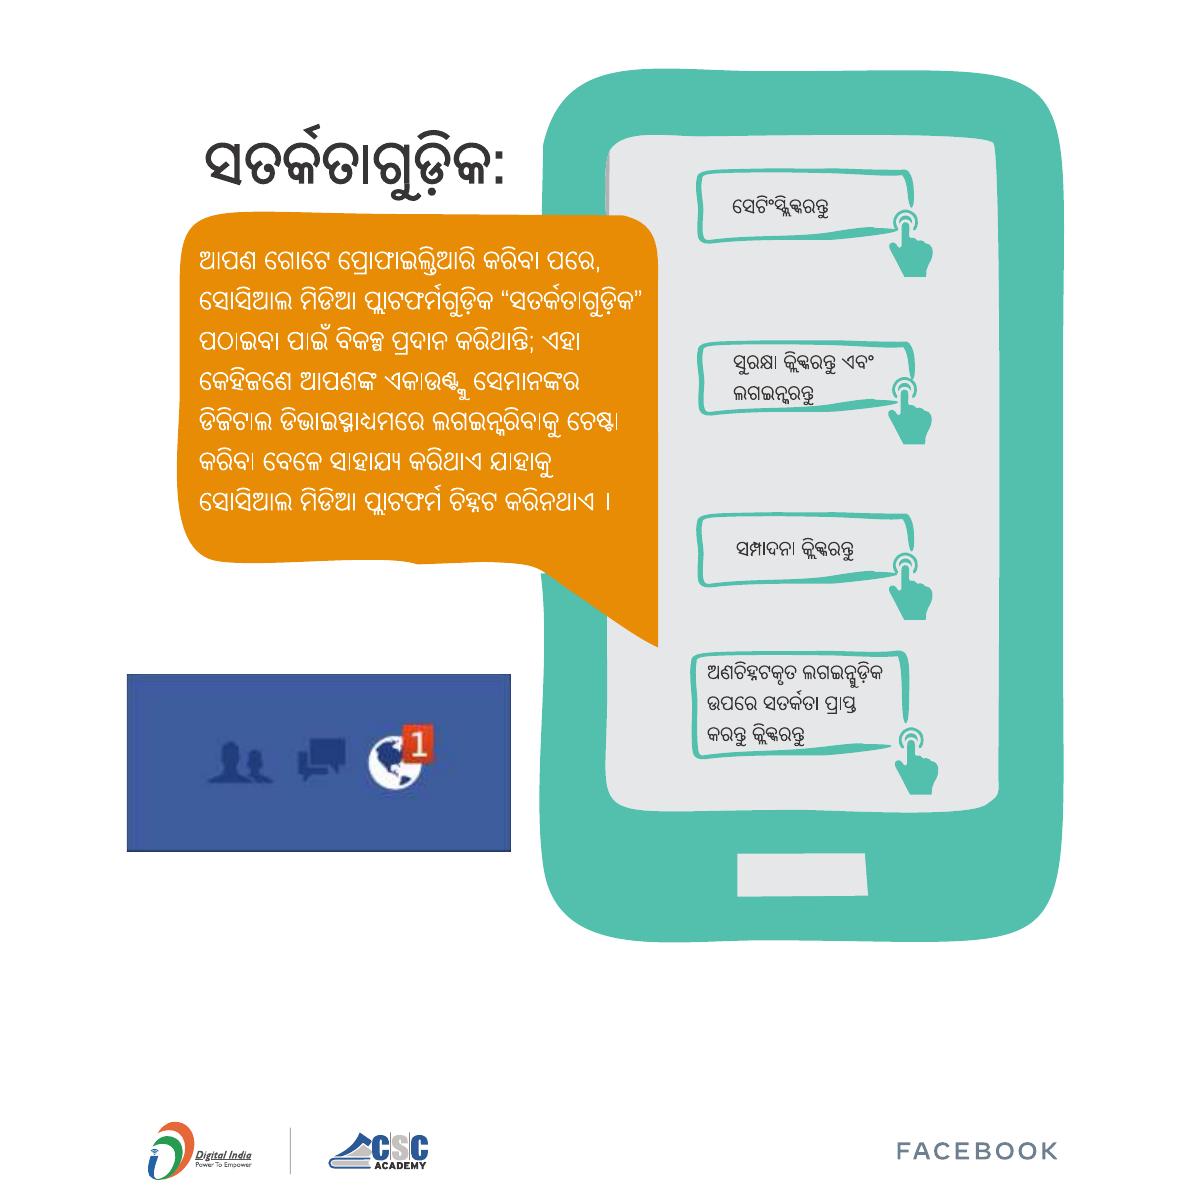 ସତର୍କତାଗୁଡ଼ିକ:
ଆପଣ ଗୋଟେ ପ୍ରୋଫାଇଲ୍ତିଆରି କରିବା ପରେ,
ସୋସିଆଲ ମିଡିଆ ପ୍ଲାଟଫର୍ମଗୁଡ଼ିକ “ସତର୍କତାଗୁଡ଼ିକ”
ପଠାଇବା ପାଇଁ ବିକଳ୍ପ ପ୍ରଦାନ କରିଥାନ୍ତି; ଏହା
କେହିଜଣେ ଆପଣଙ୍କ ଏକାଉଣ୍ଟ୍କୁ ସେମାନଙ୍କର
ଡିଜିଟାଲ ଡିଭାଇସ୍ମାଧ୍ୟମରେ ଲଗଇନ୍କରିବାକୁ ଚେଷ୍ଟା
କରିବା ବେଳେ ସାହାଯ୍ୟ କରିଥାଏ ଯାହାକୁ
ସୋସିଆଲ ମିଡିଆ ପ୍ଲାଟଫର୍ମ ଚିହ୍ନଟ କରିନଥାଏ ।
ସେଟିଂସ୍କ୍ଲିକ୍କରନ୍ତୁ
ସୁରକ୍ଷା କ୍ଲିକ୍କରନ୍ତୁ ଏବଂ
ଲଗଇନ୍କରନ୍ତୁ
ସମ୍ପାଦନା କ୍ଲିକ୍କରନ୍ତୁ
ଅଣଚିହ୍ନଟକୃତ ଲଗଇନ୍ଗୁଡ଼ିକ
ଉପରେ ସତର୍କତା ପ୍ରାପ୍ତ
କରନ୍ତୁ କ୍ଲିକ୍କରନ୍ତୁ
1
Digital India
Power To Empower
CSC
ACADEMY
FACEBOOK